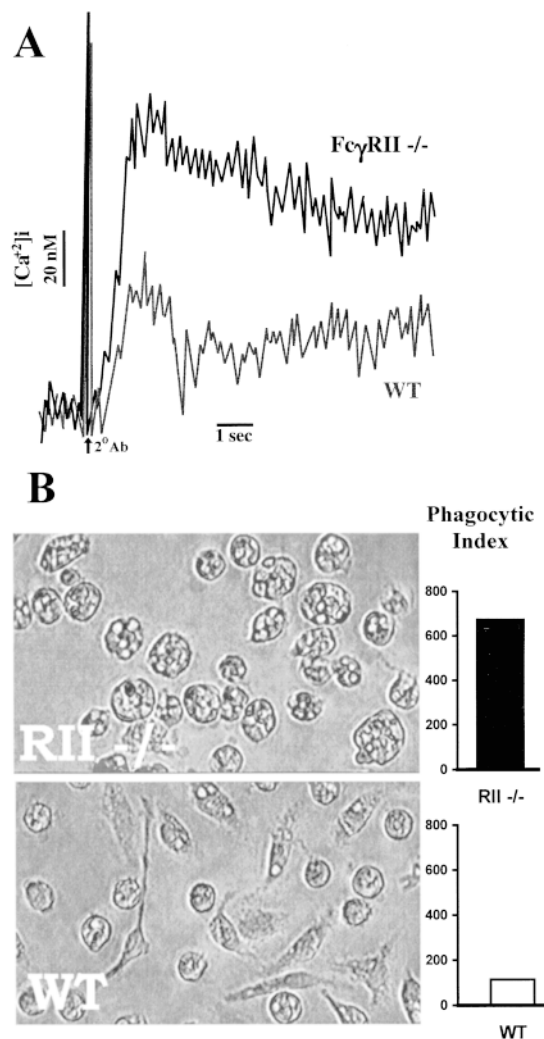 A
FcγRII -/-
[Ca⁺²]i
20 nM
WT
1 sec
2°Ab
B
Phagocytic
Index
RII -/-
800
600
400
200
0
RII -/-
WT
800
600
400
200
0
WT